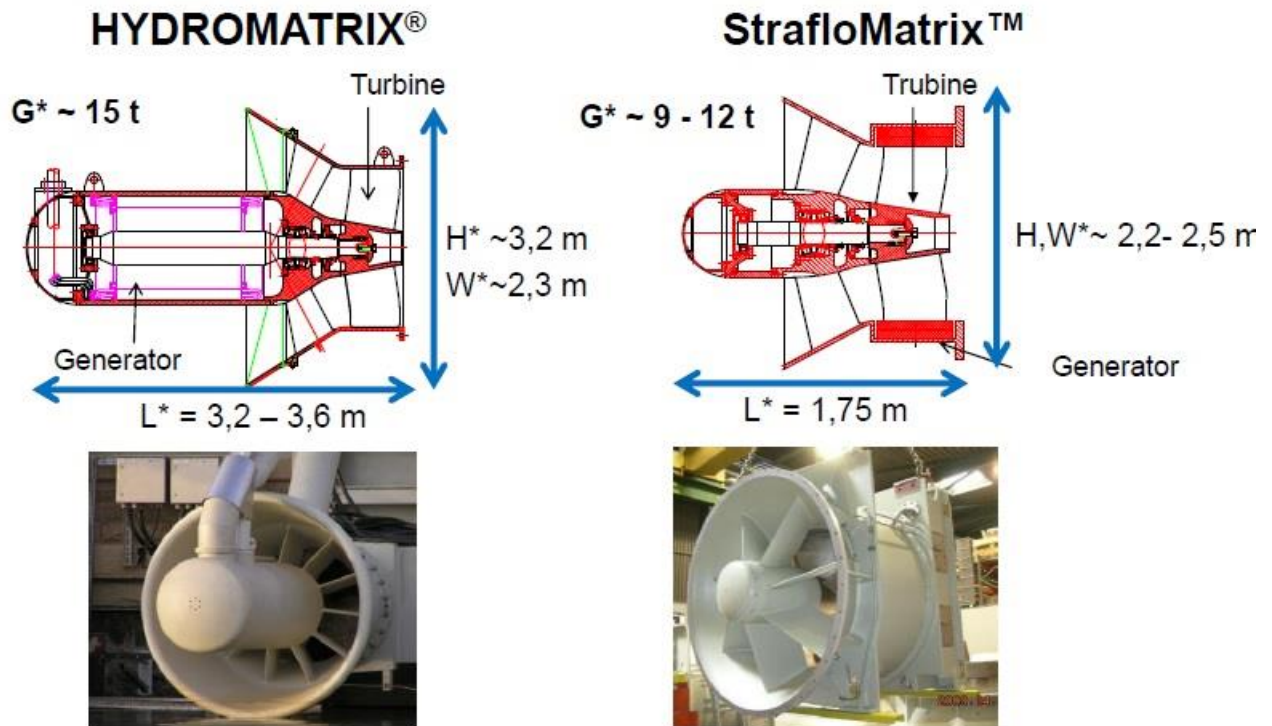 HYDROMATRIX®
StrafloMatrix™
Turbine
G* ~ 15 t
H* ~3,2 m
W*~2,3 m
Generator
L* = 3,2 – 3,6 m
Trubine
G* ~ 9 - 12 t
H,W*~ 2,2- 2,5 m
Generator
L* = 1,75 m